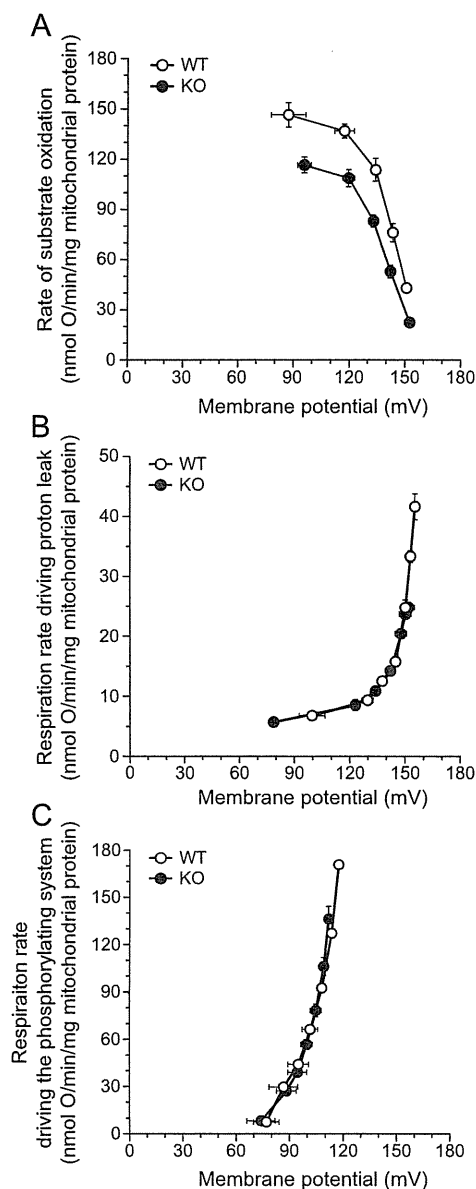 A
WT
KO
Rate of substrate oxidation
(nmol O/min/mg mitochondrial protein)
180
150
120
90
60
30
0
0 30 60 90 120 150 180
Membrane potential (mV)
B
WT
KO
Respiration rate driving proton leak
(nmol O/min/mg mitochondrial protein)
50
40
30
20
10
0
0 30 60 90 120 150 180
Membrane potential (mV)
C
WT
KO
Respiraiton rate
driving the phosphorylating system
(nmol O/min/mg mitochondrial protein)
180
150
120
90
60
30
0
0 30 60 90 120 150 180
Membrane potential (mV)